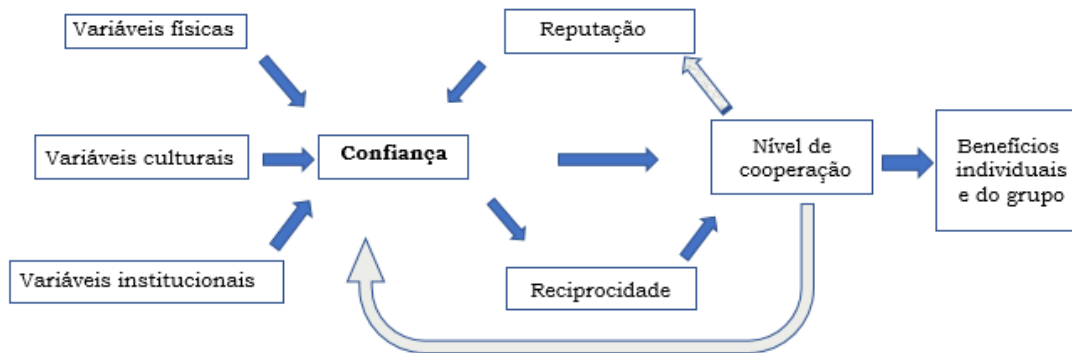 Variáveis físicas
Reputação
Variáveis culturais
Confiança
Nível de
cooperação
Benefícios
individuais
e do grupo
Variáveis institucionais
Reciprocidade